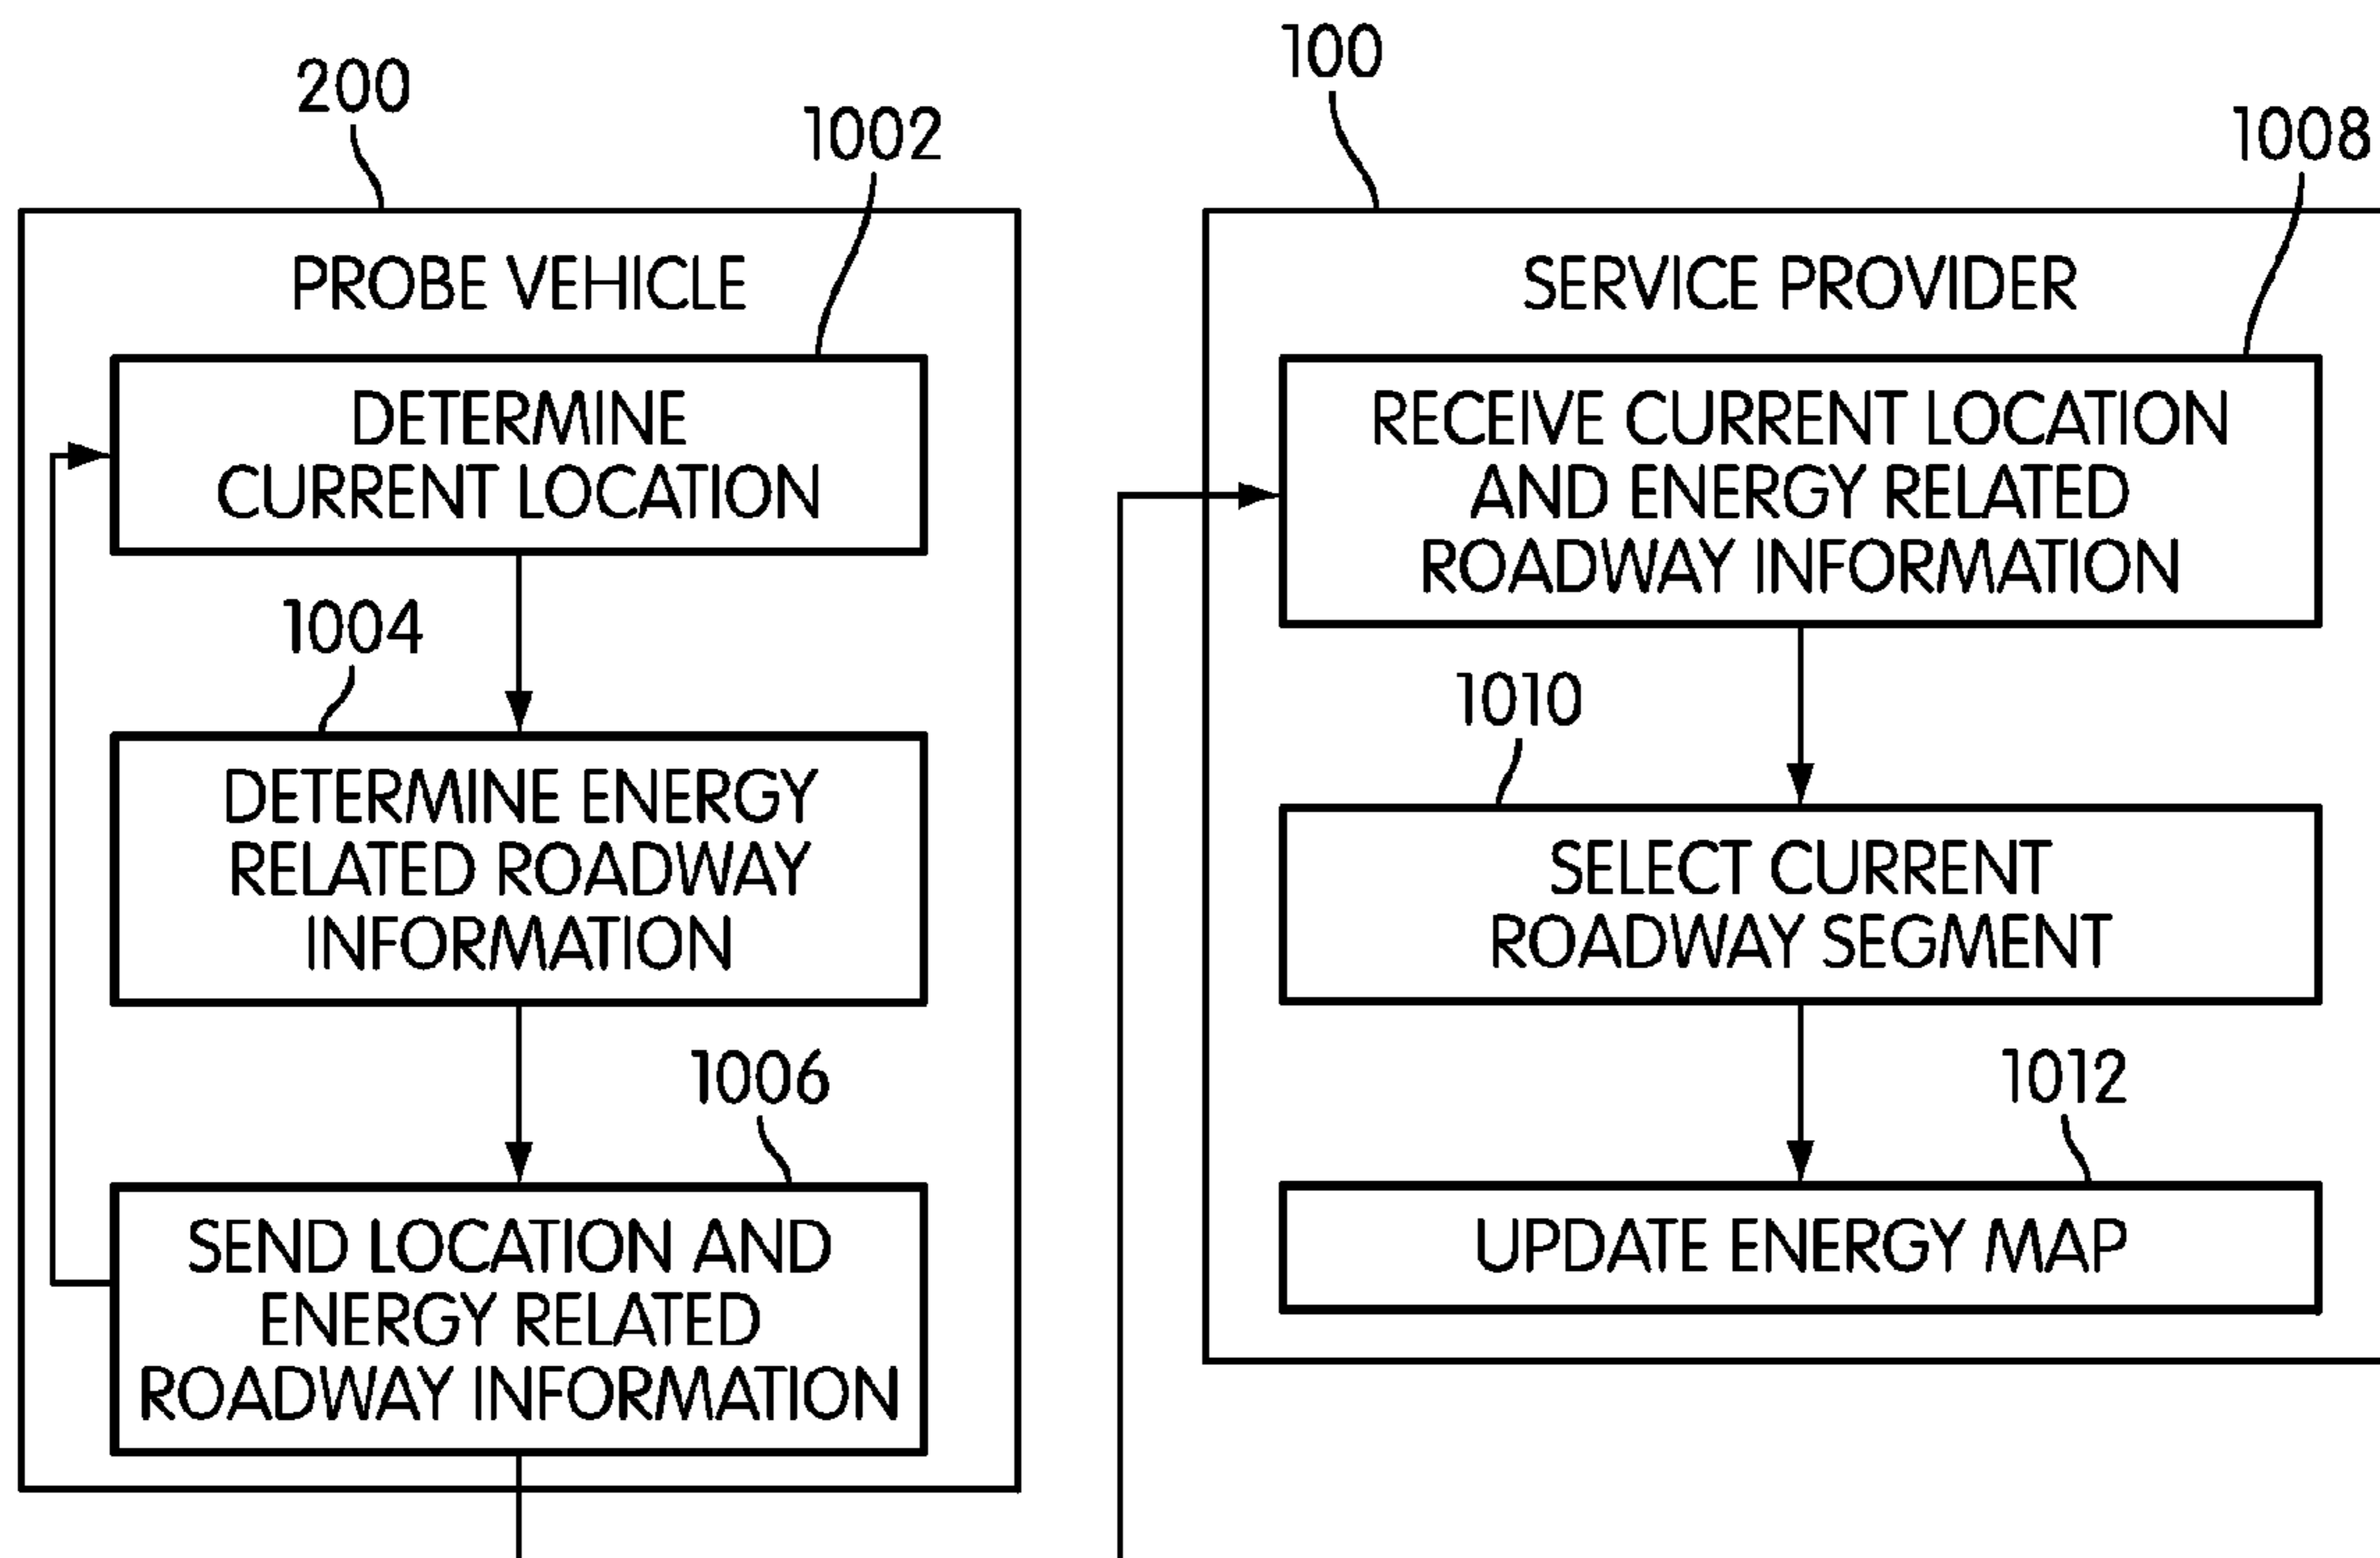 200
1002
PROBE VEHICLE
DETERMINE
CURRENT LOCATION
1004
DETERMINE ENERGY
RELATED ROADWAY
INFORMATION
1006
SEND LOCATION AND
ENERGY RELATED
ROADWAY INFORMATION
100
1008
SERVICE PROVIDER
RECEIVE CURRENT LOCATION
AND ENERGY RELATED
ROADWAY INFORMATION
1010
SELECT CURRENT
ROADWAY SEGMENT
1012
UPDATE ENERGY MAP